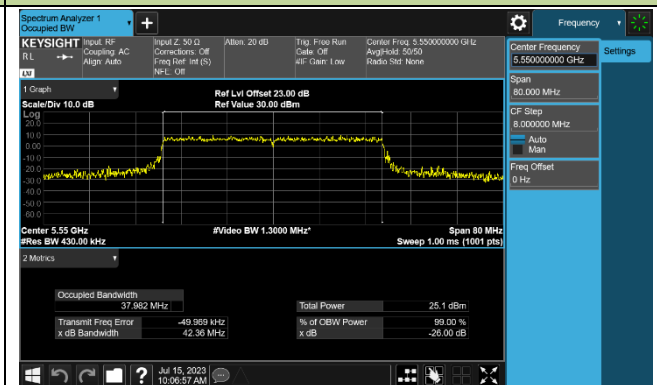 Spectrum Analyzer 1
Occupied BW
Frequency
KEYSIGHT Input: RF
RL Coupling: AC
Align: Auto
LXI
Input Z: 50 Ω
Corrections: Off
Freq Ref: Int (S)
NFE: Off
Atten: 20 dB
Trig: Free Run
Gate: Off
#IF Gain: Low
Center Freq: 5.550000000 GHz
Avg|Hold: 50/50
Radio Std: None
Center Frequency
5.550000000 GHz
Settings
Span
80.000 MHz
CF Step
8.000000 MHz
Auto
Man
Freq Offset
0 Hz
1 Graph
Scale/Div 10.0 dB
Ref Lvl Offset 23.00 dB
Ref Value 30.00 dBm
Log
20.0
10.0
0.00
-10.0
-20.0
-30.0
-40.0
-50.0
-60.0
Center 5.55 GHz
#Video BW 1.3000 MHz*
Span 80 MHz
#Res BW 430.00 kHz
Sweep 1.00 ms (1001 pts)
2 Metrics
Occupied Bandwidth
37.982 MHz
Total Power 25.1 dBm
Transmit Freq Error -49.969 kHz
% of OBW Power 99.00 %
x dB Bandwidth 42.36 MHz
x dB -26.00 dB
Jul 15, 2023
10:06:57 AM